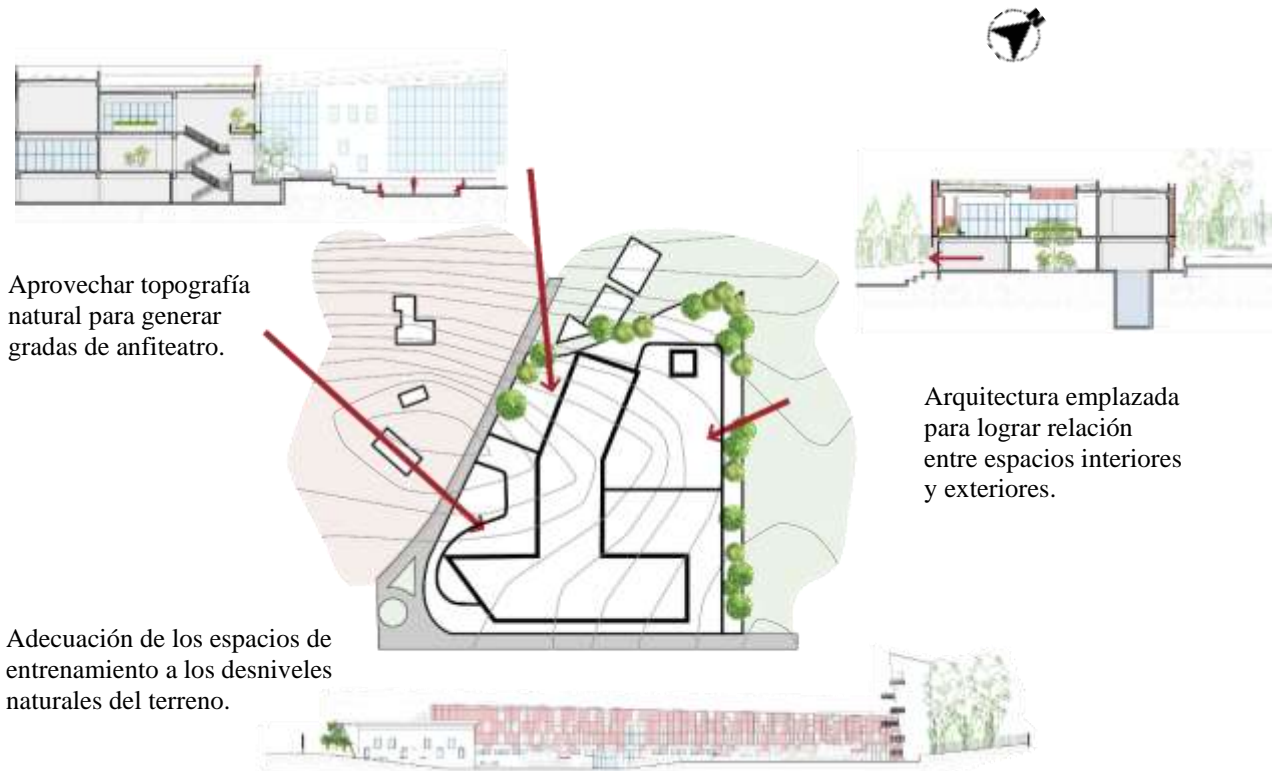 N
Aprovechar topografía
natural para generar
gradas de anfiteatro.
Arquitectura emplazada
para lograr relación
entre espacios interiores
y exteriores.
Adecuación de los espacios de
entrenamiento a los desniveles
naturales del terreno.